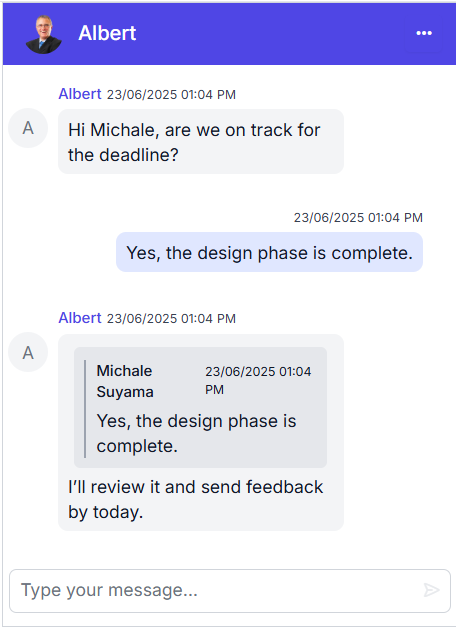 Albert
Albert 23/06/2025 01:04 PM
A
Hi Michale, are we on track for
the deadline?
23/06/2025 01:04 PM
Yes, the design phase is complete.
Albert 23/06/2025 01:04 PM
A
Michale
Suyama
23/06/2025 01:04
PM
Yes, the design phase is
complete.
I’ll review it and send feedback
by today.
Type your message...